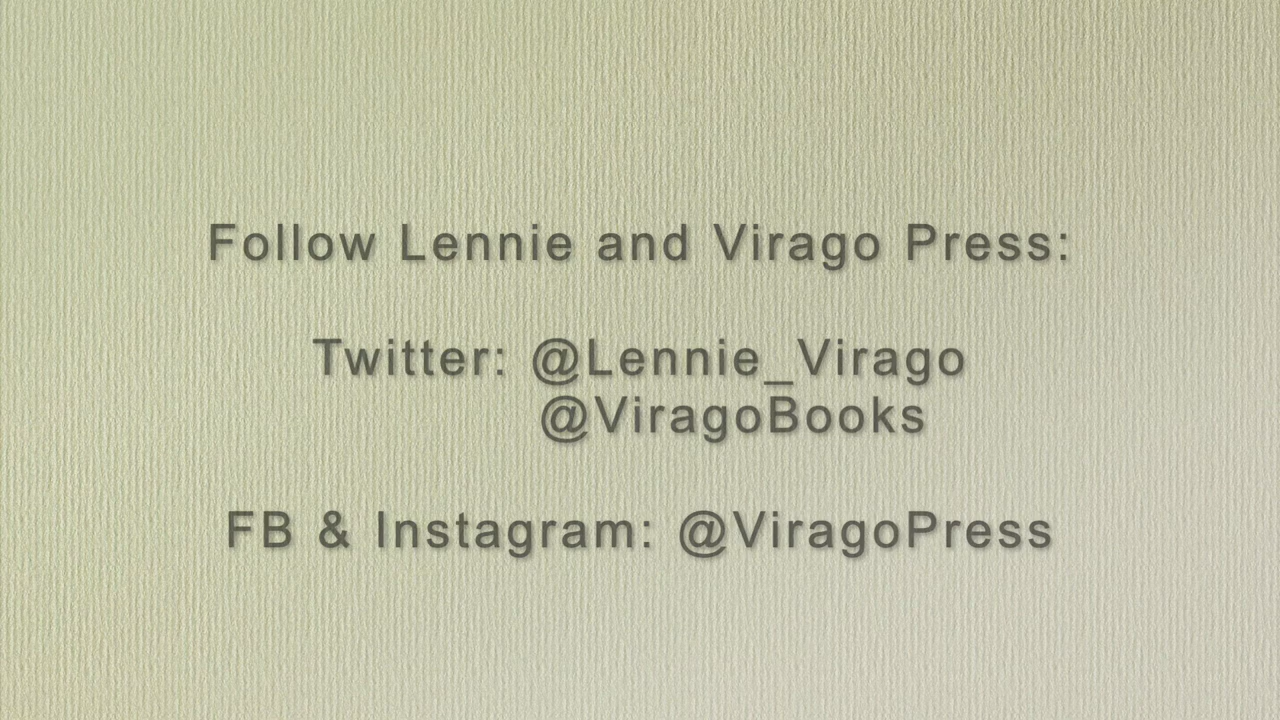 Follow Lennie and Virago Press:
Twitter: @Lennie_Virago
@ViragoBooks
FB & Instagram: @ViragoPress